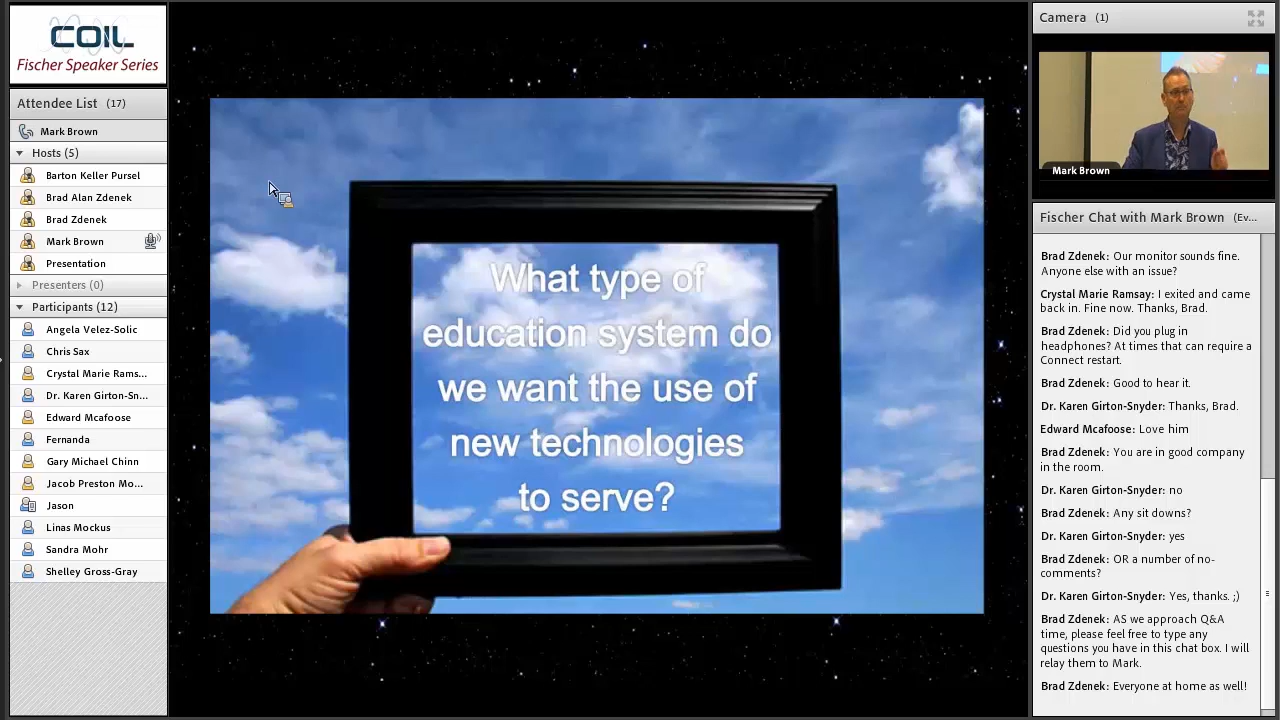 COIL
Fischer Speaker Series
Attendee List (17)
Mark Brown
Hosts (5)
Barton Keller Pursel
Brad Alan Zdenek
Brad Zdenek
Mark Brown
Presentation
Presenters (0)
Participants (12)
Angela Velez-Solic
Chris Sax
Crystal Marie Rams...
Dr. Karen Girton-Sn...
Edward Mcafoose
Fernanda
Gary Michael Chinn
Jacob Preston Mo...
Jason
Linas Mockus
Sandra Mohr
Shelley Gross-Gray
What type of
education system do
we want the use of
new technologies
to serve?
Camera (1)
Mark Brown
Fischer Chat with Mark Brown (Ev...
Brad Zdenek: Our monitor sounds fine.
Anyone else with an issue?
Crystal Marie Ramsay: I exited and came
back in. Fine now. Thanks, Brad.
Brad Zdenek: Did you plug in
headphones? At times that can require a
Connect restart.
Brad Zdenek: Good to hear it.
Dr. Karen Girton-Snyder: Thanks, Brad.
Edward Mcafoose: Love him
Brad Zdenek: You are in good company
in the room.
Dr. Karen Girton-Snyder: no
Brad Zdenek: Any sit downs?
Dr. Karen Girton-Snyder: yes
Brad Zdenek: OR a number of no-
comments?
Dr. Karen Girton-Snyder: Yes, thanks. ;)
Brad Zdenek: AS we approach Q&A
time, please feel free to type any
questions you have in this chat box. I will
relay them to Mark.
Brad Zdenek: Everyone at home as well!